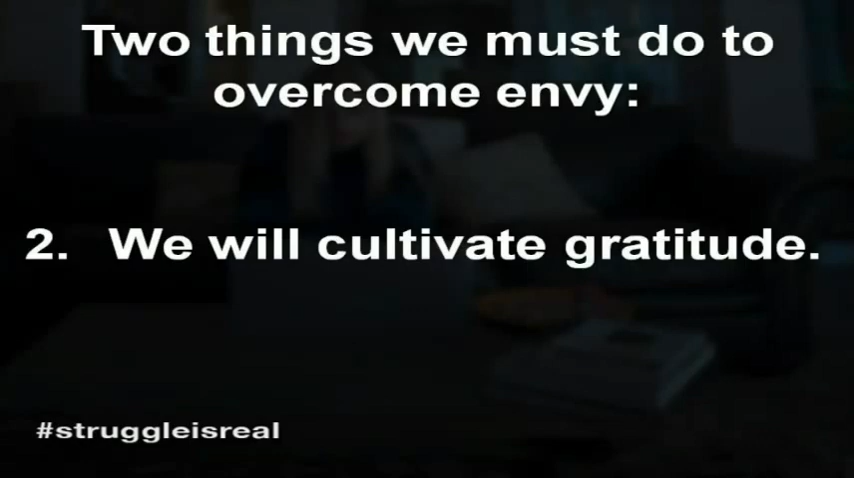 Two things we must do to
overcome envy:
2. We will cultivate gratitude.
#struggleisreal